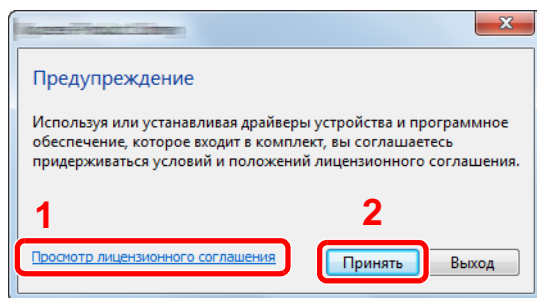 Предупреждение
Используя или устанавливая драйверы устройства и программное
обеспечение, которое входит в комплект, вы соглашаетесь
придерживаться условий и положений лицензионного соглашения.
1
2
Просмотр лицензионного соглашения
Принять
Выход